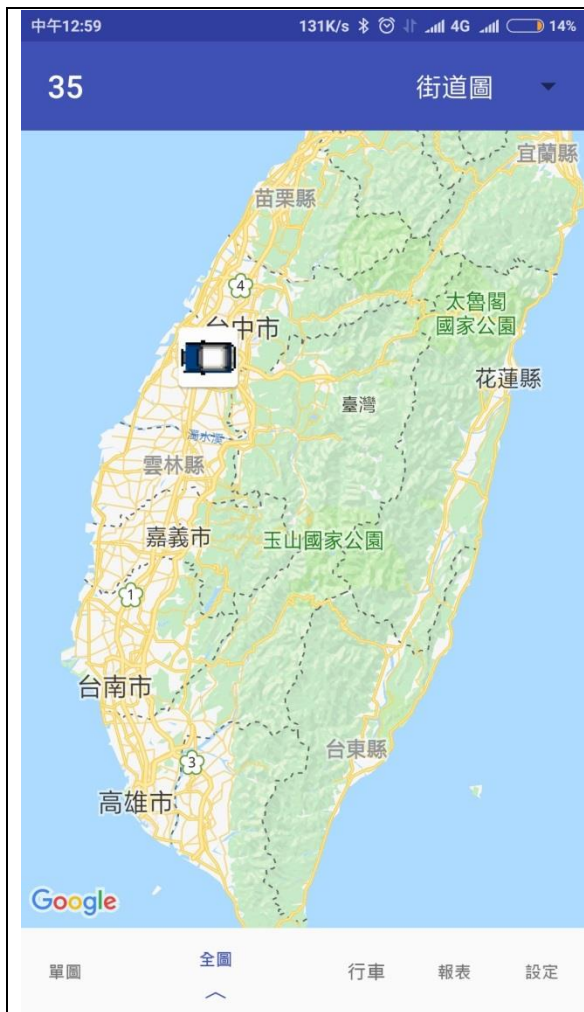 中午12:59 131K/s 4G 14%
35 街道圖
宜蘭縣
苗栗縣
4
太魯閣
國家公園
台中市
花蓮縣
臺灣
濁水溪
雲林縣
嘉義市 玉山國家公園
1
台南市
台東縣
3
高雄市
Google
單圖 全圖 行車 報表 設定